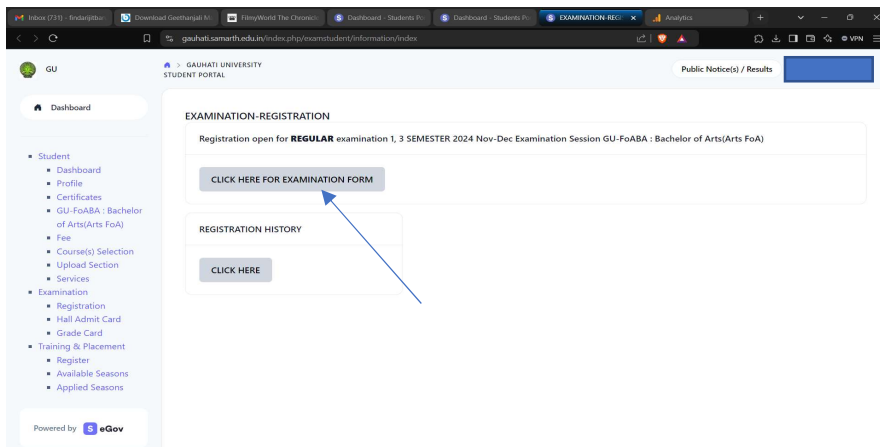 Inbox (731) - findarijitbar
Download Geethanjali M
FilmyWorld The Chronicle
Dashboard - Students Po
Dashboard - Students Po
EXAMINATION-REGI
Analytics
gauhati.samarth.edu.in/index.php/examstudent/information/index
VPN
GU
GAUHATI UNIVERSITY
STUDENT PORTAL
Public Notice(s) / Results
Dashboard
Student
Dashboard
Profile
Certificates
GU-FoABA : Bachelor
of Arts(Arts FoA)
Fee
Course(s) Selection
Upload Section
Services
Examination
Registration
Hall Admit Card
Grade Card
Training & Placement
Register
Available Seasons
Applied Seasons
Powered by S eGov
EXAMINATION-REGISTRATION
Registration open for REGULAR examination 1, 3 SEMESTER 2024 Nov-Dec Examination Session GU-FoABA : Bachelor of Arts(Arts FoA)
CLICK HERE FOR EXAMINATION FORM
REGISTRATION HISTORY
CLICK HERE